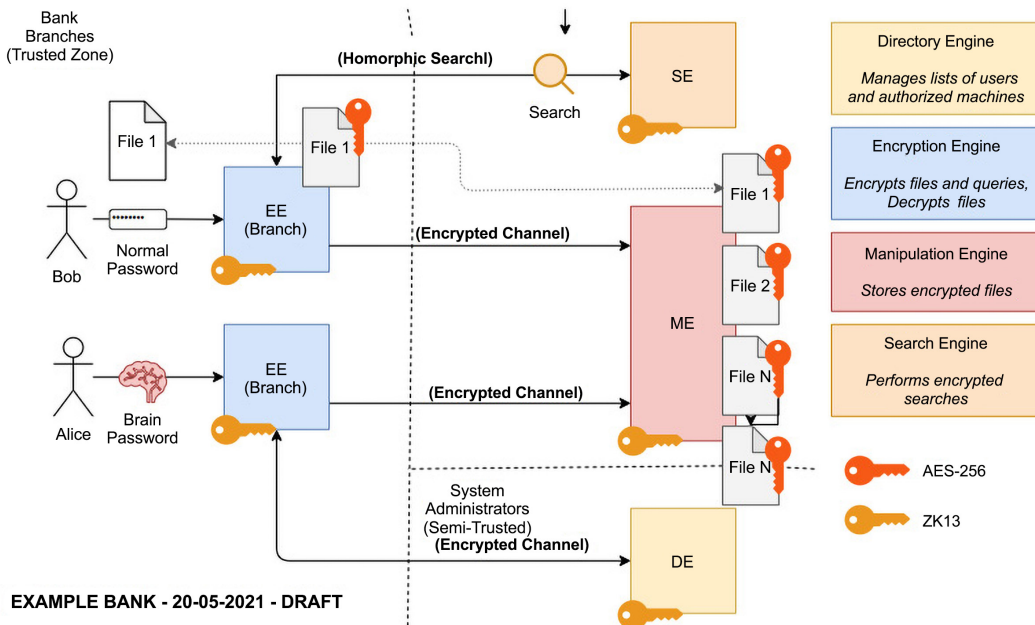 Bank
Branches
(Trusted Zone)
(Homorphic Searchl)
Search
SE
File 1
File 1
Bob
Normal
Password
EE
(Branch)
(Encrypted Channel)
File 1
File 2
ME
File N
File N
Alice
Brain
Password
EE
(Branch)
(Encrypted Channel)
System
Administrators
(Semi-Trusted)
(Encrypted Channel)
DE
EXAMPLE BANK - 20-05-2021 - DRAFT
Directory Engine
Manages lists of users
and authorized machines
Encryption Engine
Encrypts files and queries,
Decrypts files
Manipulation Engine
Stores encrypted files
Search Engine
Performs encrypted
searches
AES-256
ZK13